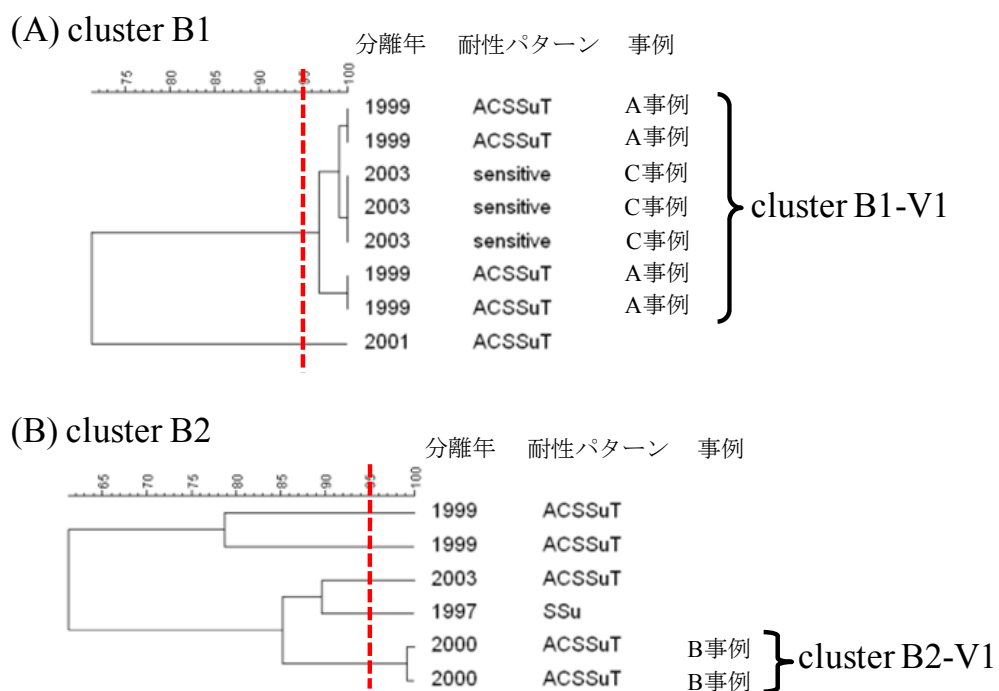 (A) cluster B1
分離年 耐性パターン 事例
75 80 85 90 95 100
1999 ACSSuT A事例
1999 ACSSuT A事例
2003 sensitive C事例
2003 sensitive C事例
2003 sensitive C事例
1999 ACSSuT A事例
1999 ACSSuT A事例
2001 ACSSuT
cluster B1-V1
(B) cluster B2
分離年 耐性パターン 事例
65 70 75 80 85 90 95 100
1999 ACSSuT
1999 ACSSuT
2003 ACSSuT
1997 SSu
2000 ACSSuT B事例
2000 ACSSuT B事例
cluster B2-V1